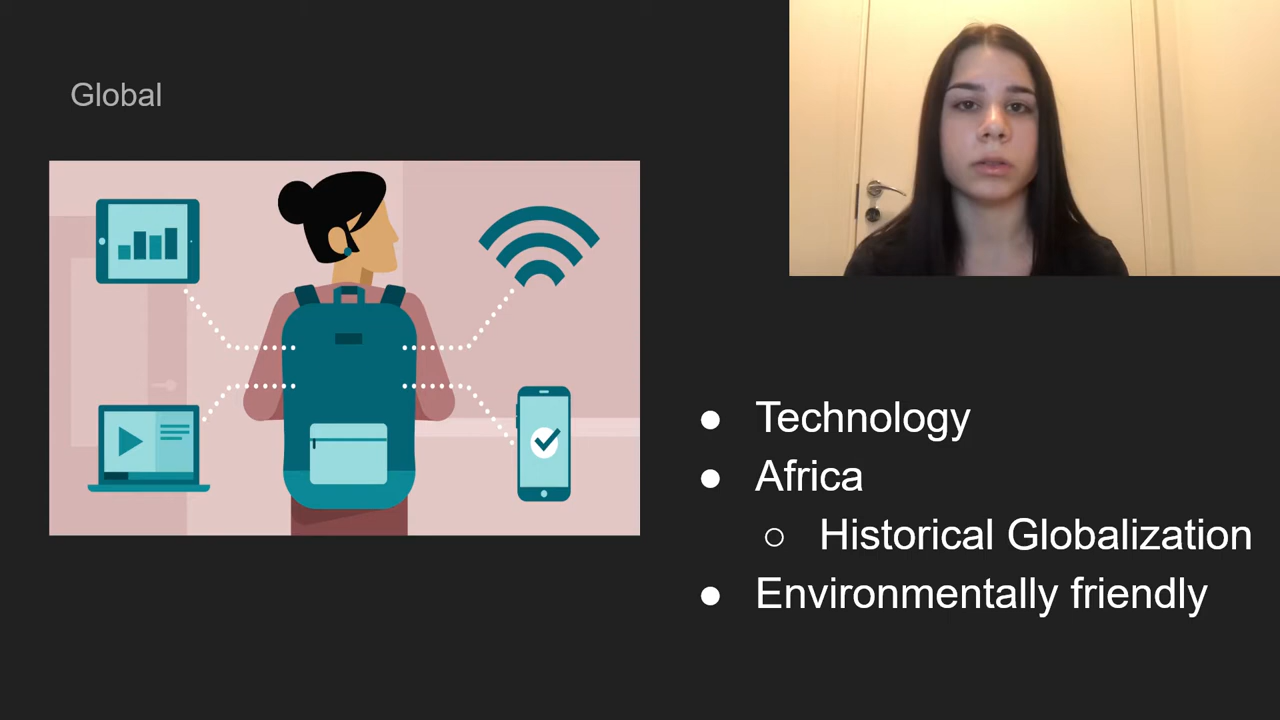 Global
● Technology
● Africa
○ Historical Globalization
● Environmentally friendly